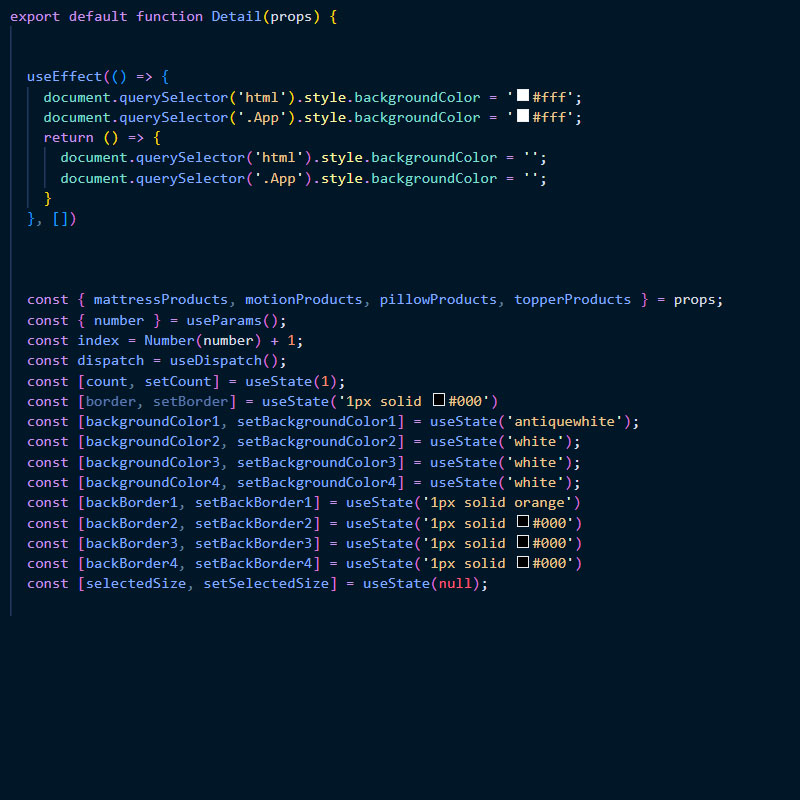 export default function Detail(props) {
useEffect(() => {
document.querySelector('html').style.backgroundColor = '#fff';
document.querySelector('.App').style.backgroundColor = '#fff';
return () => {
document.querySelector('html').style.backgroundColor = '';
document.querySelector('.App').style.backgroundColor = '';
}
}, [])
const { mattressProducts, motionProducts, pillowProducts, topperProducts } = props;
const { number } = useParams();
const index = Number(number) + 1;
const dispatch = useDispatch();
const [count, setCount] = useState(1);
const [border, setBorder] = useState('1px solid #000')
const [backgroundColor1, setBackgroundColor1] = useState('antiquewhite');
const [backgroundColor2, setBackgroundColor2] = useState('white');
const [backgroundColor3, setBackgroundColor3] = useState('white');
const [backgroundColor4, setBackgroundColor4] = useState('white');
const [backBorder1, setBackBorder1] = useState('1px solid orange')
const [backBorder2, setBackBorder2] = useState('1px solid #000')
const [backBorder3, setBackBorder3] = useState('1px solid #000')
const [backBorder4, setBackBorder4] = useState('1px solid #000')
const [selectedSize, setSelectedSize] = useState(null);